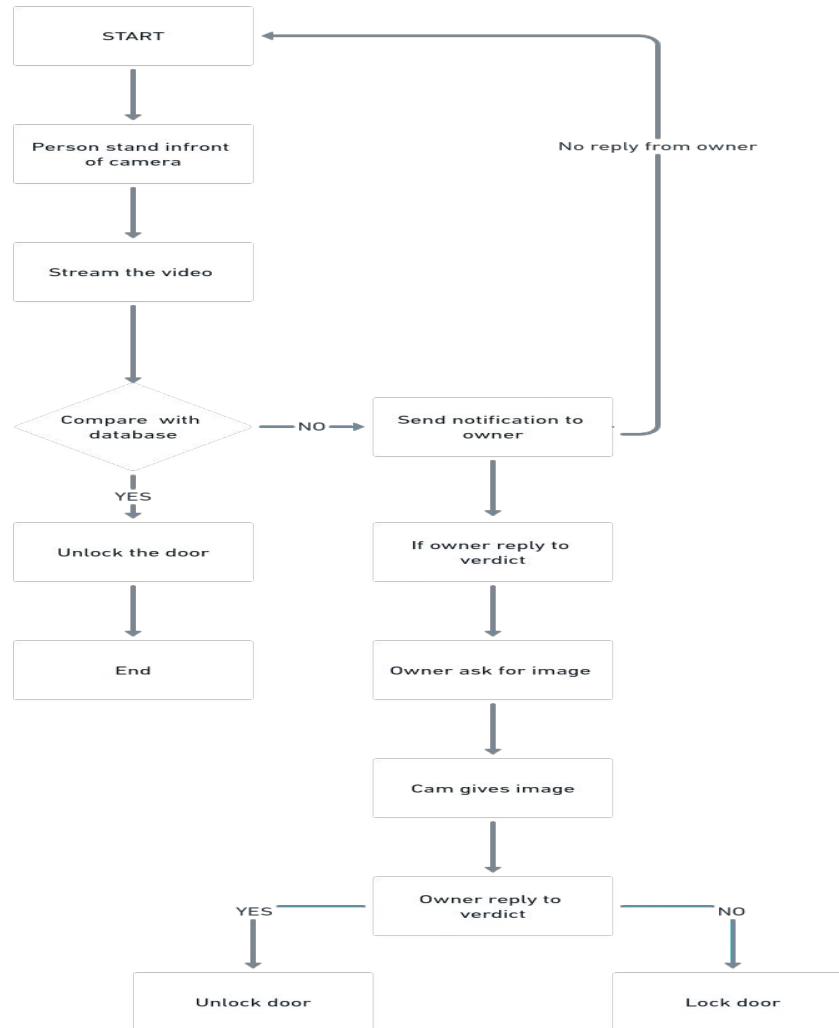 START
No reply from owner
Person stand infront
of camera
Stream the video
Compare with
database
NO
Send notification to
owner
YES
Unlock the door
If owner reply to
verdict
End
Owner ask for image
Cam gives image
Owner reply to
verdict
YES
NO
Unlock door
Lock door